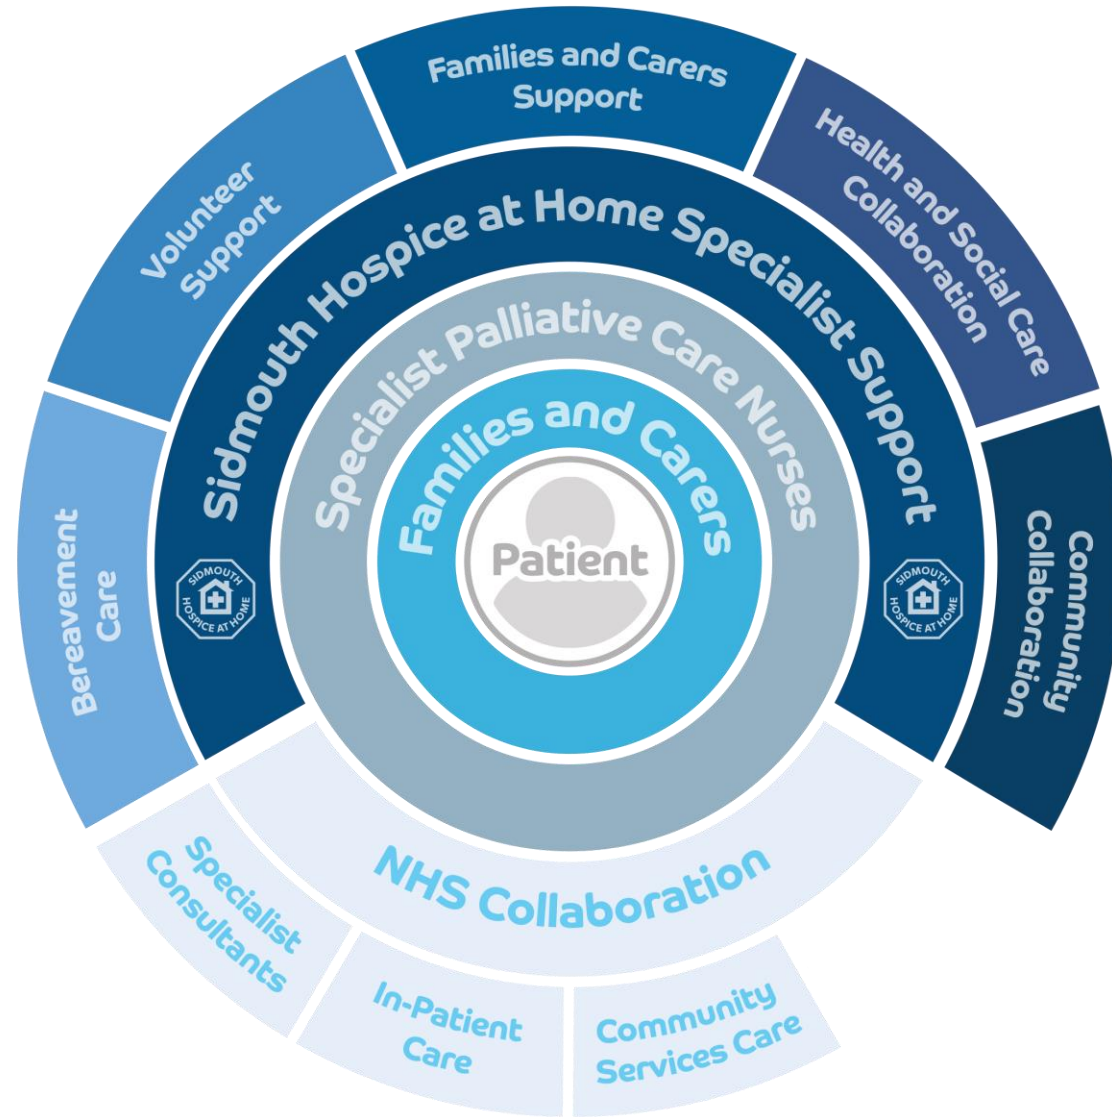 Families and Carers
Support
Health and Social Care
Collaboration
Community
Collaboration
Volunteer
Support
Bereavement
Care
Sidmouth Hospice at Home Specialist Support
SIDMOUTH
HOSPICE AT HOME
SIDMOUTH
HOSPICE AT HOME
Specialist Palliative Care Nurses
Families and Carers
Patient
NHS Collaboration
Specialist
Consultants
In-Patient
Care
Community
Services Care